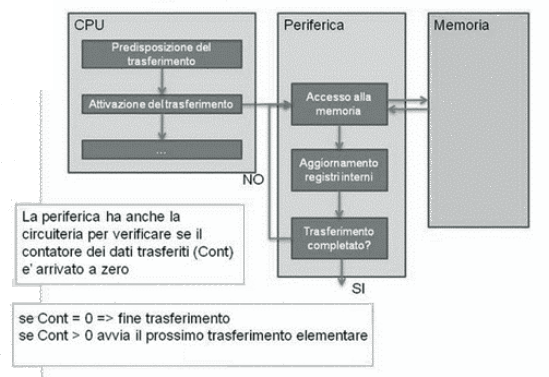 CPU
Predisposizione del
trasferimento
Attivazione del trasferimento
...
Periferica
Accesso alla
memoria
Aggiornamento
registri interni
Trasferimento
completato?
Memoria
NO
SI
La periferica ha anche la
circuiteria per verificare se il
contatore dei dati trasferiti (Cont)
e' arrivato a zero
se Cont = 0 => fine trasferimento
se Cont > 0 avvia il prossimo trasferimento elementare